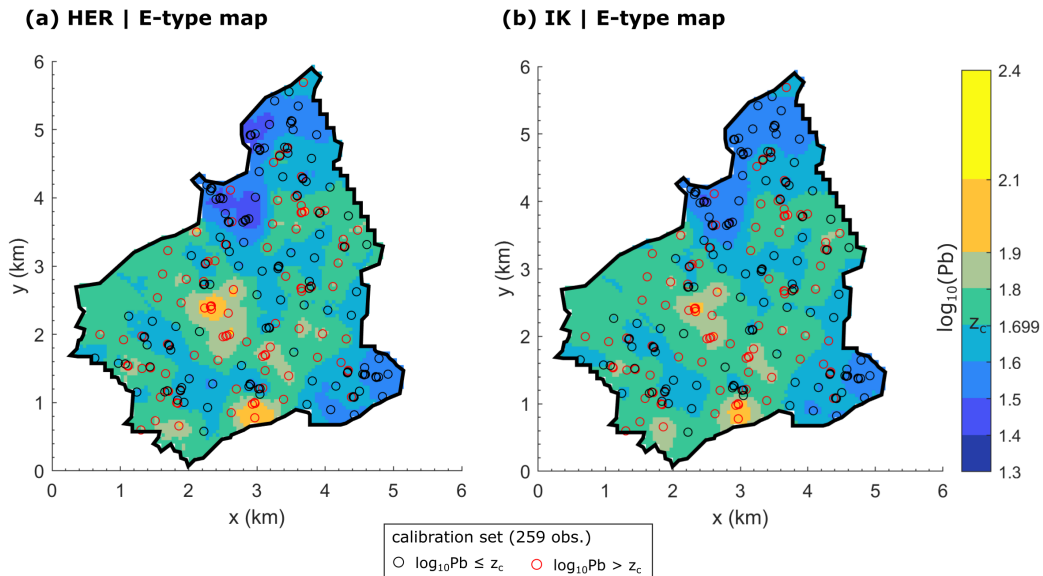 (a) HER | E-type map
(b) IK | E-type map
6
5
4
3
2
1
0
y (km)
0 1 2 3 4 5 6
x (km)
6
5
4
3
2
1
0
y (km)
0 1 2 3 4 5 6
x (km)
log₁₀(Pb)
2.4
2.1
1.9
1.8
Z_c 1.699
1.6
1.5
1.4
1.3
calibration set (259 obs.)
log₁₀Pb ≤ z_c log₁₀Pb > z_c